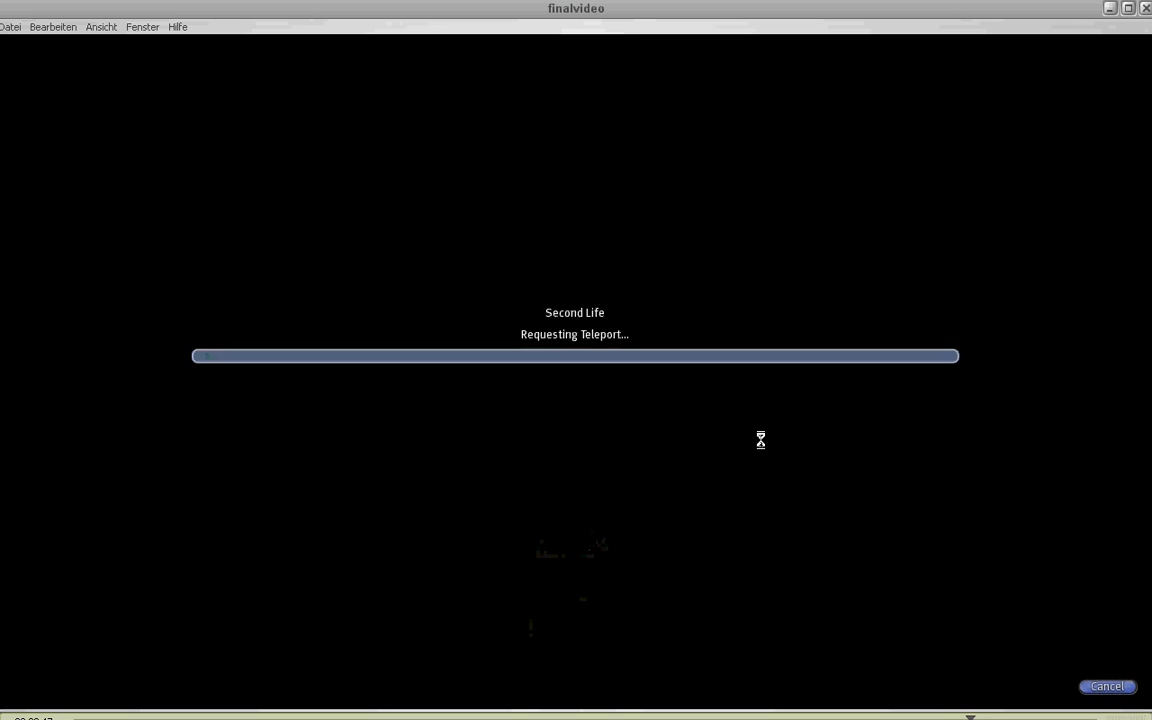 finalvideo
Datei Bearbeiten Ansicht Fenster Hilfe
Second Life
Requesting Teleport...
Cancel